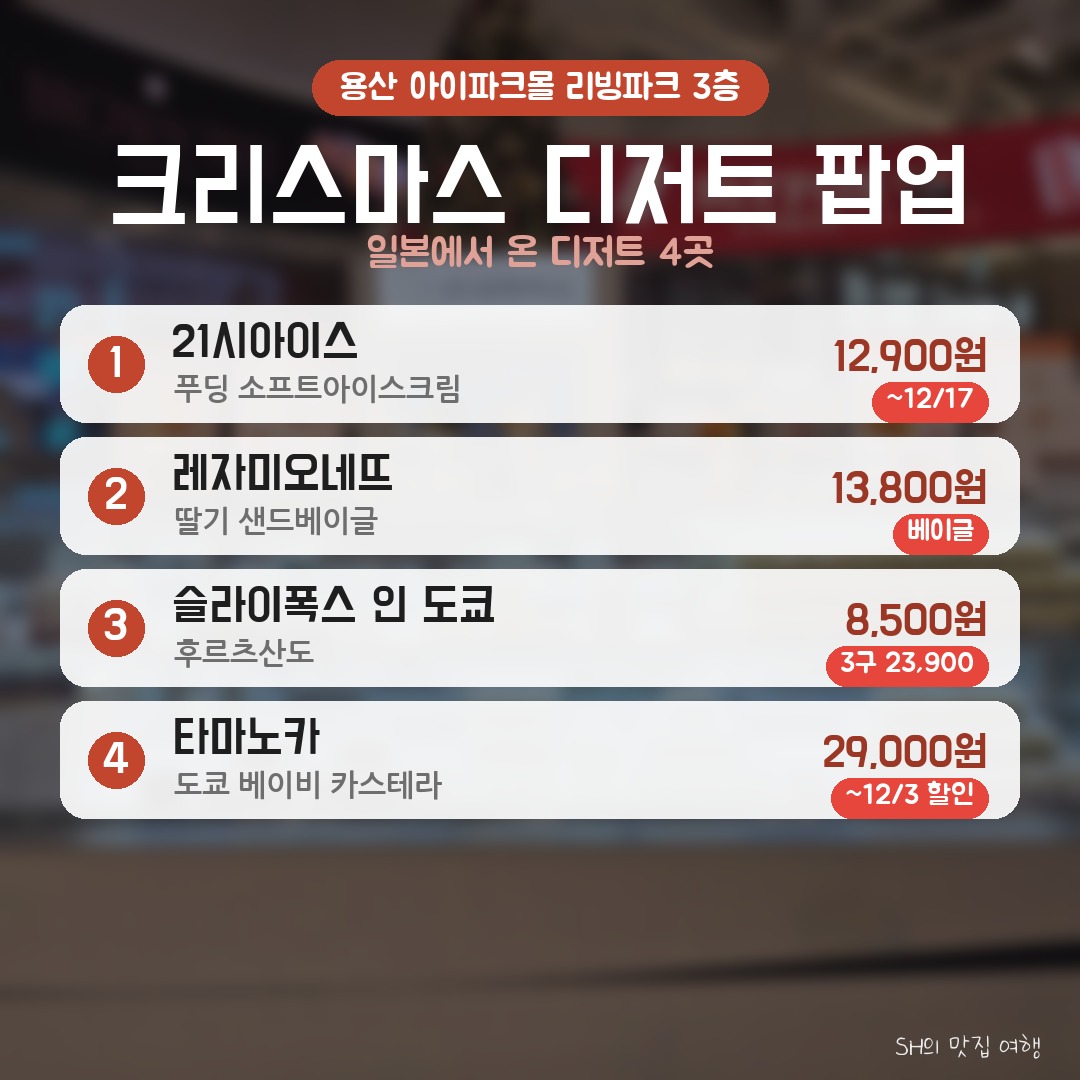 용산 아이파크몰 리빙파크 3층
크리스마스 디저트 팝업
일본에서 온 디저트 4곳
1
21시아이스
푸딩 소프트아이스크림
12,900원
~12/17
2
레자미오네뜨
딸기 샌드베이글
13,800원
베이글
3
슬라이폭스 인 도쿄
후르츠산도
8,500원
3구 23,900
4
타마노카
도쿄 베이비 카스테라
29,000원
~12/3 할인
SH의 맛집 여행